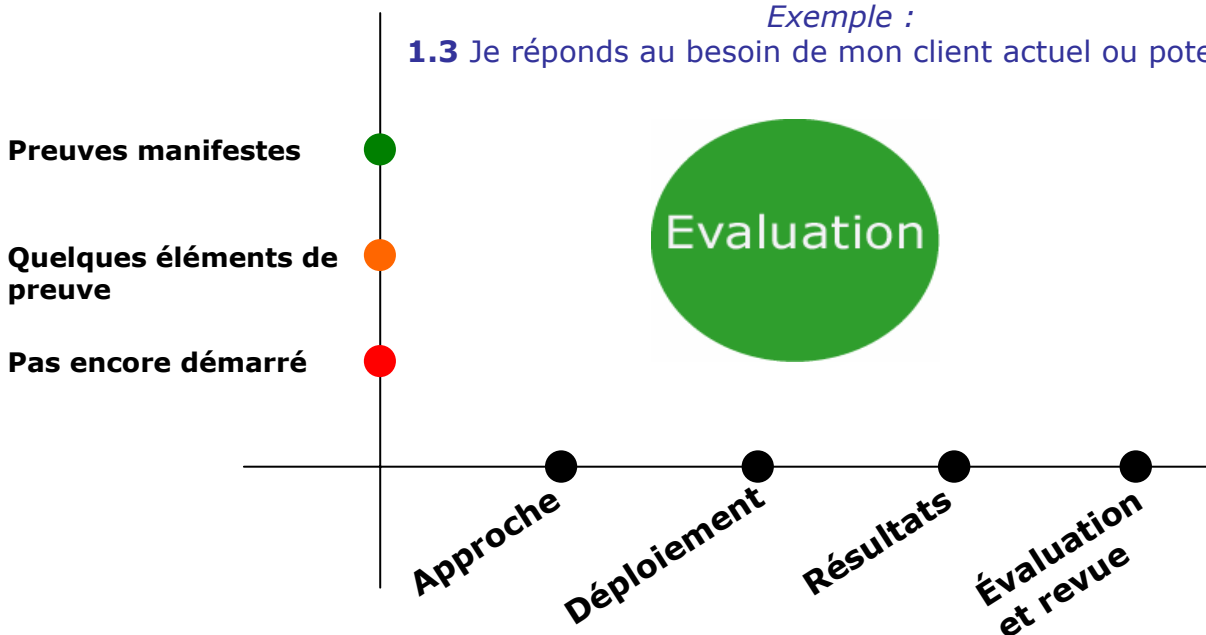 Exemple :
1.3 Je réponds au besoin de mon client actuel ou pote
Preuves manifestes
Evaluation
Quelques éléments de
preuve
Pas encore démarré
Approche
Déploiement
Résultats
Évaluation
et revue